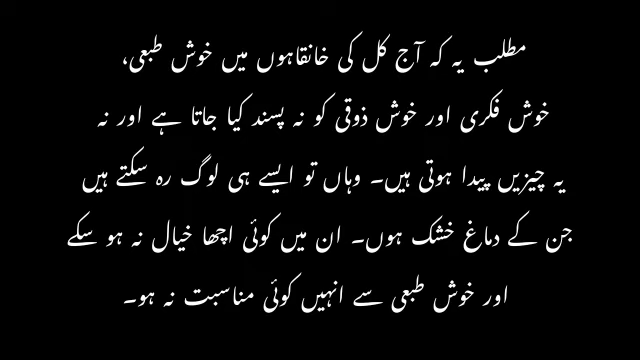 مطلب یہ کہ آج کل کی خانقاہوں میں خوش طبعی،
خوش فکری اور خوش ذوقی کو نہ پسند کیا جاتا ہے اور نہ
یہ چیزیں پیدا ہوتی ہیں۔ وہاں تو ایسے ہی لوگ رہ سکتے ہیں
جن کے دماغ خشک ہوں۔ ان میں کوئی اچھا خیال نہ ہو سکے
اور خوش طبعی سے انہیں کوئی مناسبت نہ ہو۔